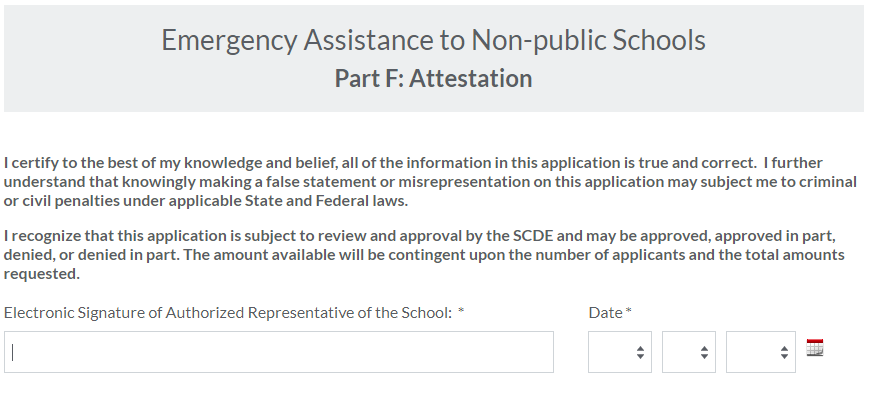 Emergency Assistance to Non-public Schools
Part F: Attestation
I certify to the best of my knowledge and belief, all of the information in this application is true and correct.  I further
understand that knowingly making a false statement or misrepresentation on this application may subject me to criminal
or civil penalties under applicable State and Federal laws.
I recognize that this application is subject to review and approval by the SCDE and may be approved, approved in part,
denied, or denied in part. The amount available will be contingent upon the number of applicants and the total amounts
requested.
Electronic Signature of Authorized Representative of the School: * Date *